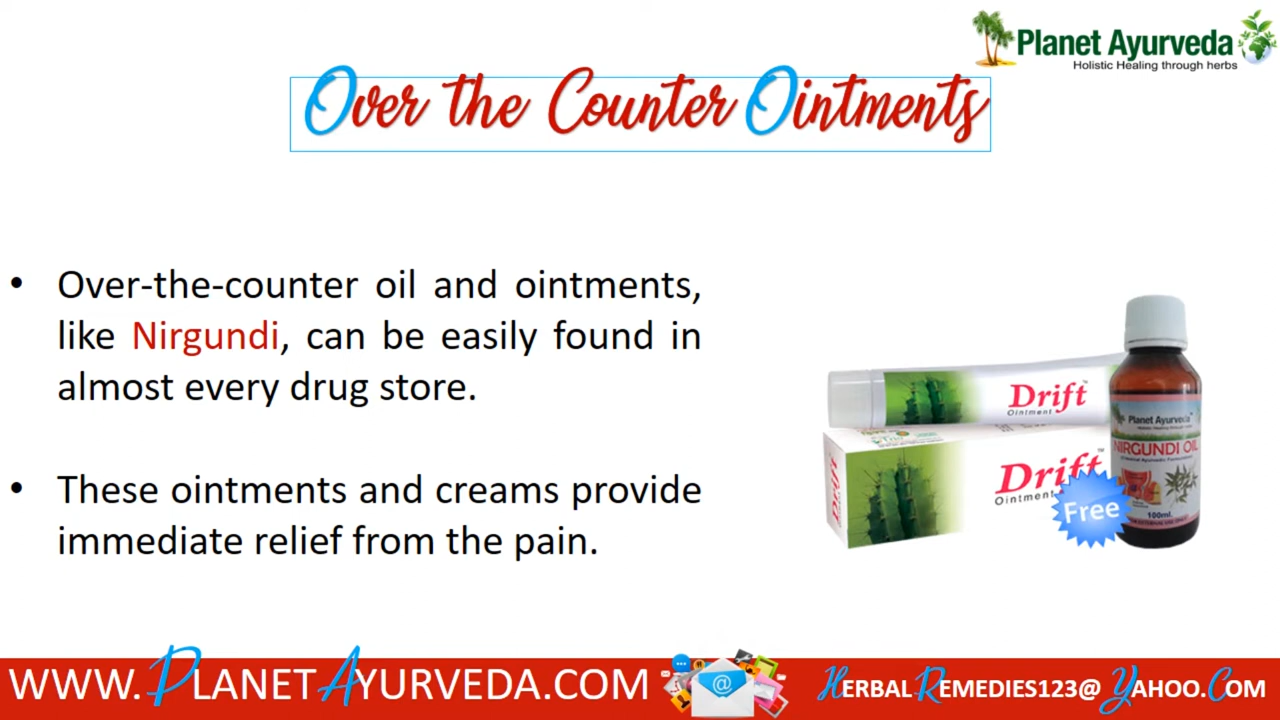 Planet Ayurveda
Holistic Healing through herbs
Over the Counter Ointments
• Over-the-counter oil and ointments,
like Nirgundi, can be easily found in
almost every drug store.
• These ointments and creams provide
immediate relief from the pain.
Drift
Ointment
Drift
Ointment
Drift
Free
Planet Ayurveda
NIRGUNDI OIL
100ml.
WWW.PLANETAYURVEDA.COM
@
HERBALREMEDIES123@YAHOO.COM